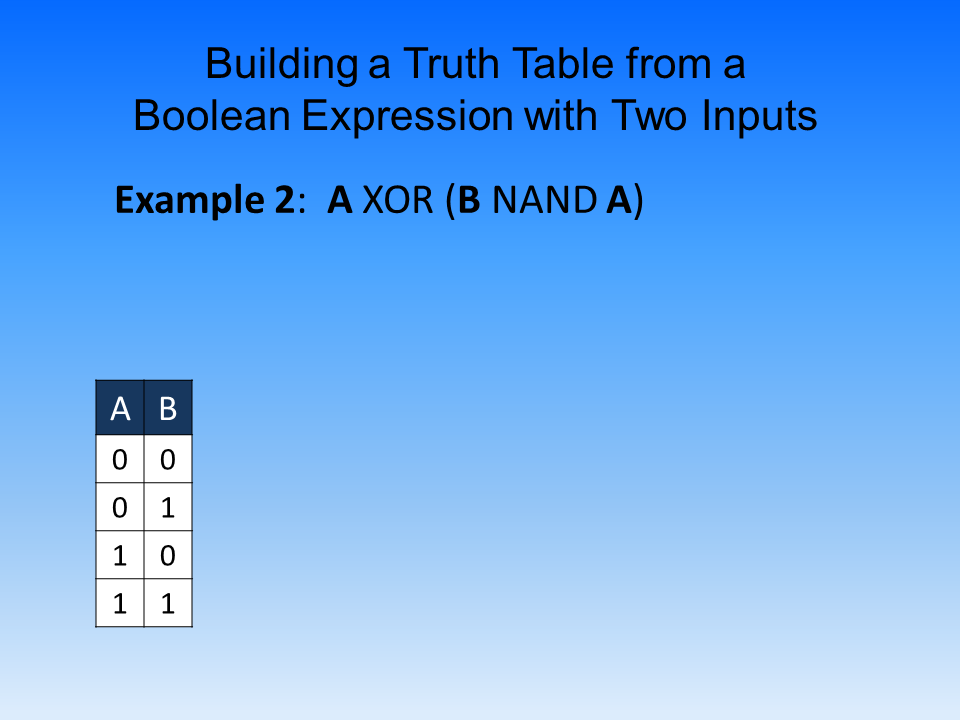 Building a Truth Table from a
Boolean Expression with Two Inputs
Example 2: A XOR (B NAND A)
A B
0 0
0 1
1 0
1 1